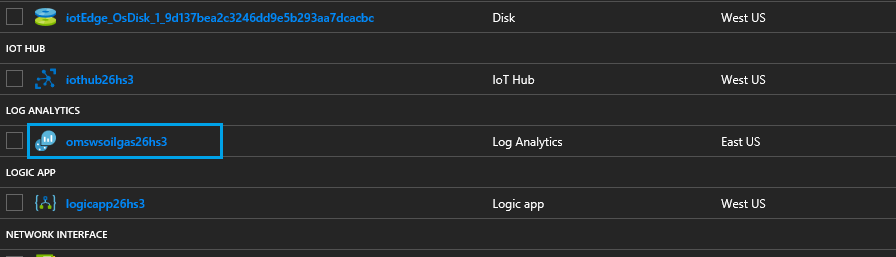 iotEdge_OsDisk_1_9d137bea2c3246dd9e5b293aa7dcacbc Disk West US
IOT HUB
iothub26hs3 IoT Hub West US
LOG ANALYTICS
omswsoilgas26hs3 Log Analytics East US
LOGIC APP
logicapp26hs3 Logic app West US
NETWORK INTERFACE